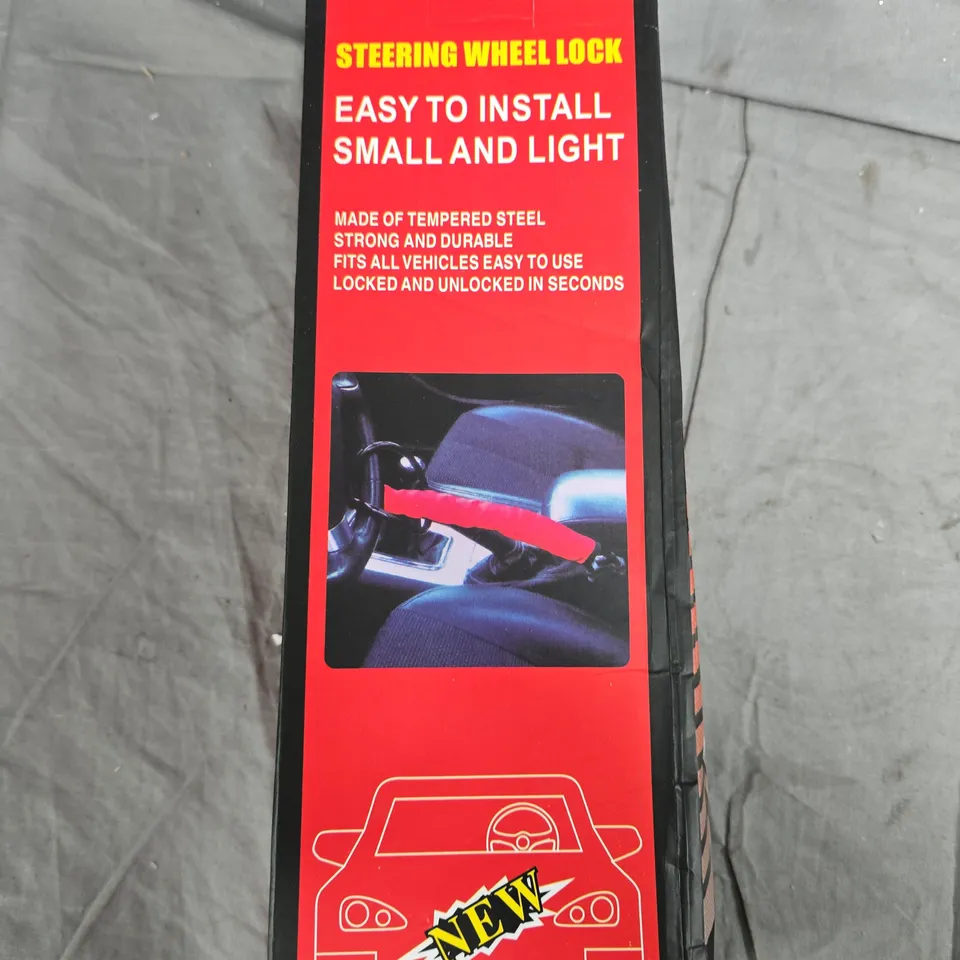 STEERING WHEEL LOCK
EASY TO INSTALL
SMALL AND LIGHT
MADE OF TEMPERED STEEL
STRONG AND DURABLE
FITS ALL VEHICLES EASY TO USE
LOCKED AND UNLOCKED IN SECONDS
NEW